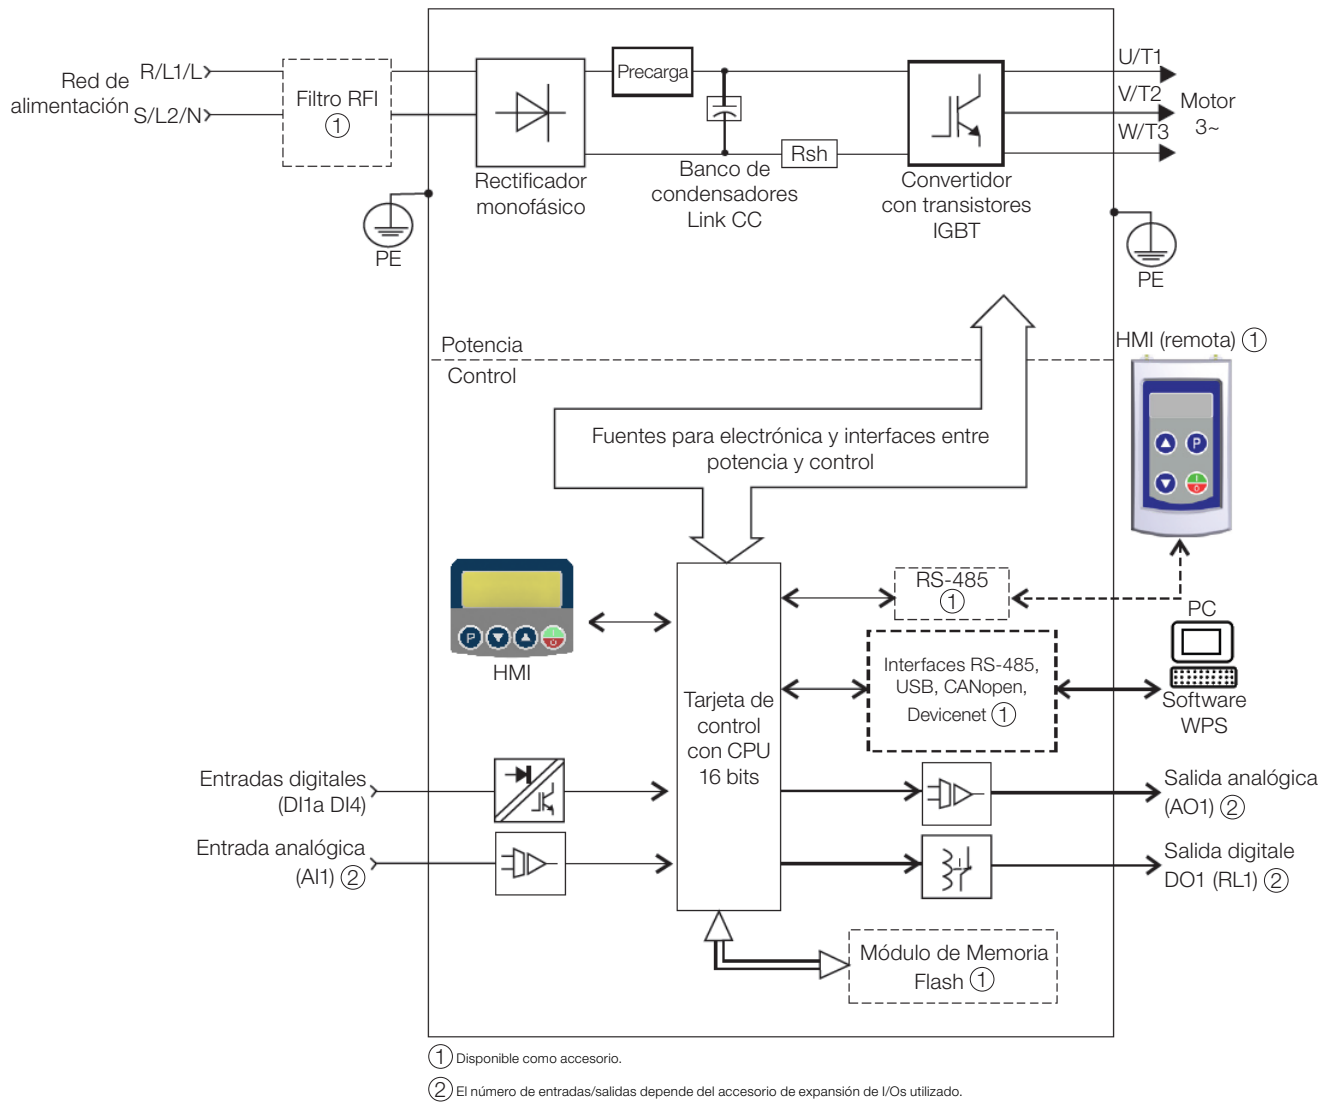 Red de
alimentación
R/L1/L
S/L2/N
Filtro RFI
①
Precarga
Rsh
U/T1
V/T2
W/T3
Motor
3~
Rectificador
monofásico
Banco de
condensadores
Link CC
Convertidor
con transistores
IGBT
PE
PE
Potencia
Control
HMI (remota) ①
P
I
O
Fuentes para electrónica y interfaces entre
potencia y control
P
I
O
HMI
RS-485
①
PC
Interfaces RS-485,
USB, CANopen,
Devicenet ①
Software
WPS
Tarjeta de
control
con CPU
16 bits
Entradas digitales
(DI1a DI4)
Salida analógica
(AO1) ②
Entrada analógica
(AI1) ②
Salida digitale
DO1 (RL1) ②
Módulo de Memoria
Flash ①
① Disponible como accesorio.
② El número de entradas/salidas depende del accesorio de expansión de I/Os utilizado.